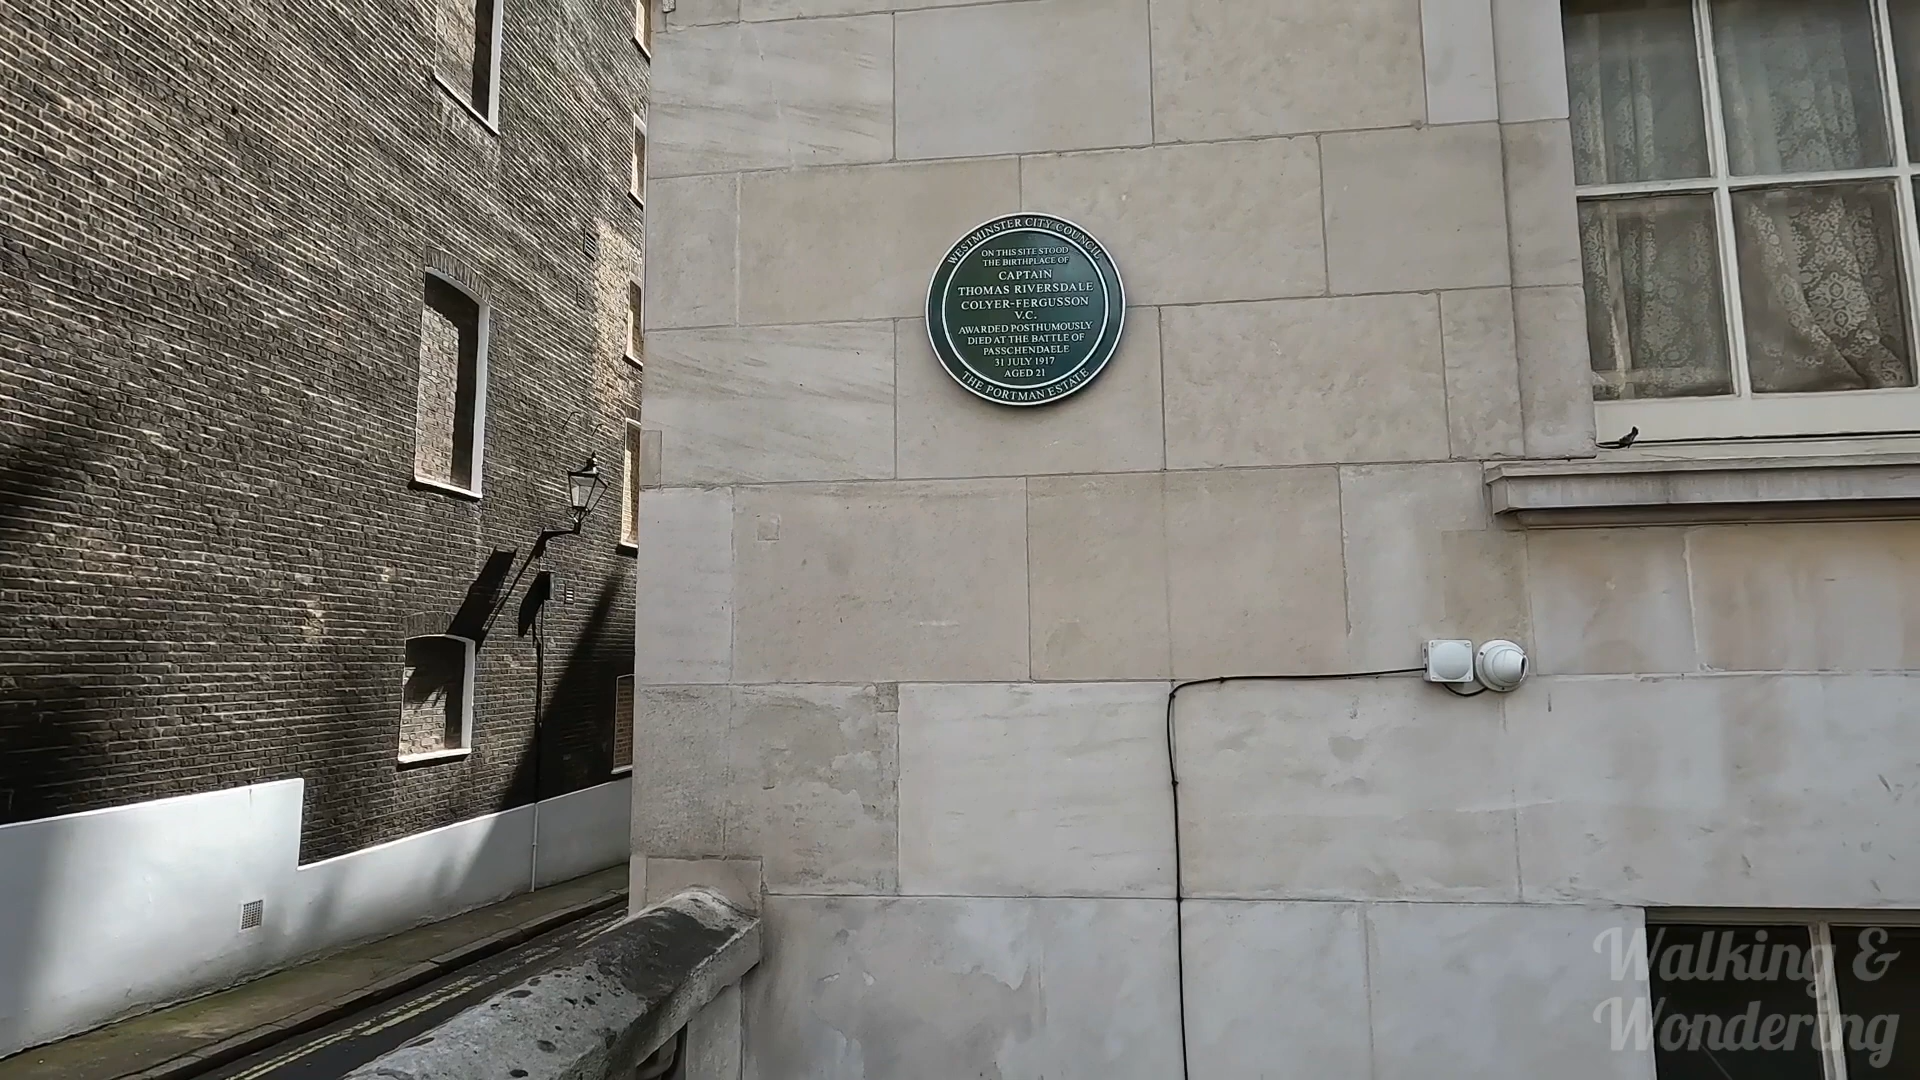 WESTMINSTER CITY COUNCIL
ON THIS SITE STOOD
THE BIRTHPLACE OF
CAPTAIN
THOMAS RIVERSDALE
COLYER-FERGUSSON
V.C.
AWARDED POSTHUMOUSLY
DIED AT THE BATTLE OF
PASSCHENDAELE
31 JULY 1917
AGED 21
THE PORTMAN ESTATE
Walking &
Wondering